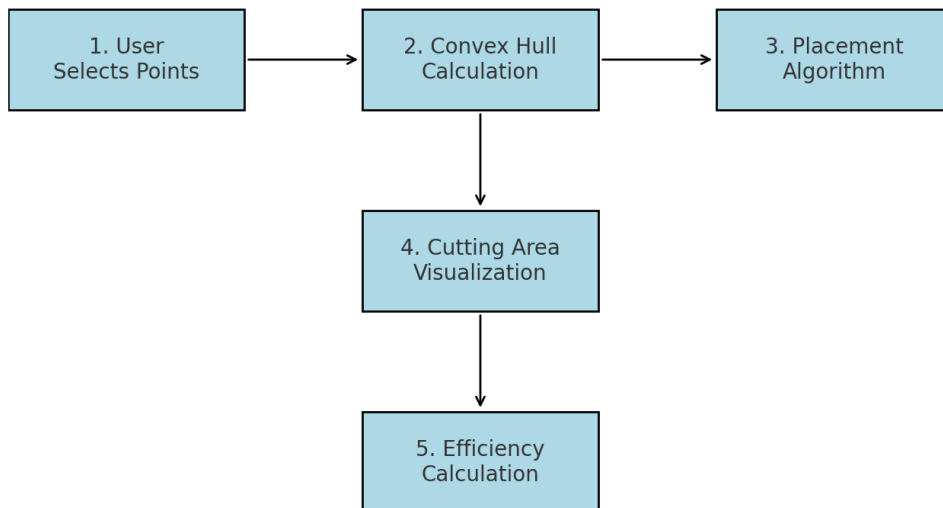 1. User
Selects Points
2. Convex Hull
Calculation
3. Placement
Algorithm
4. Cutting Area
Visualization
5. Efficiency
Calculation